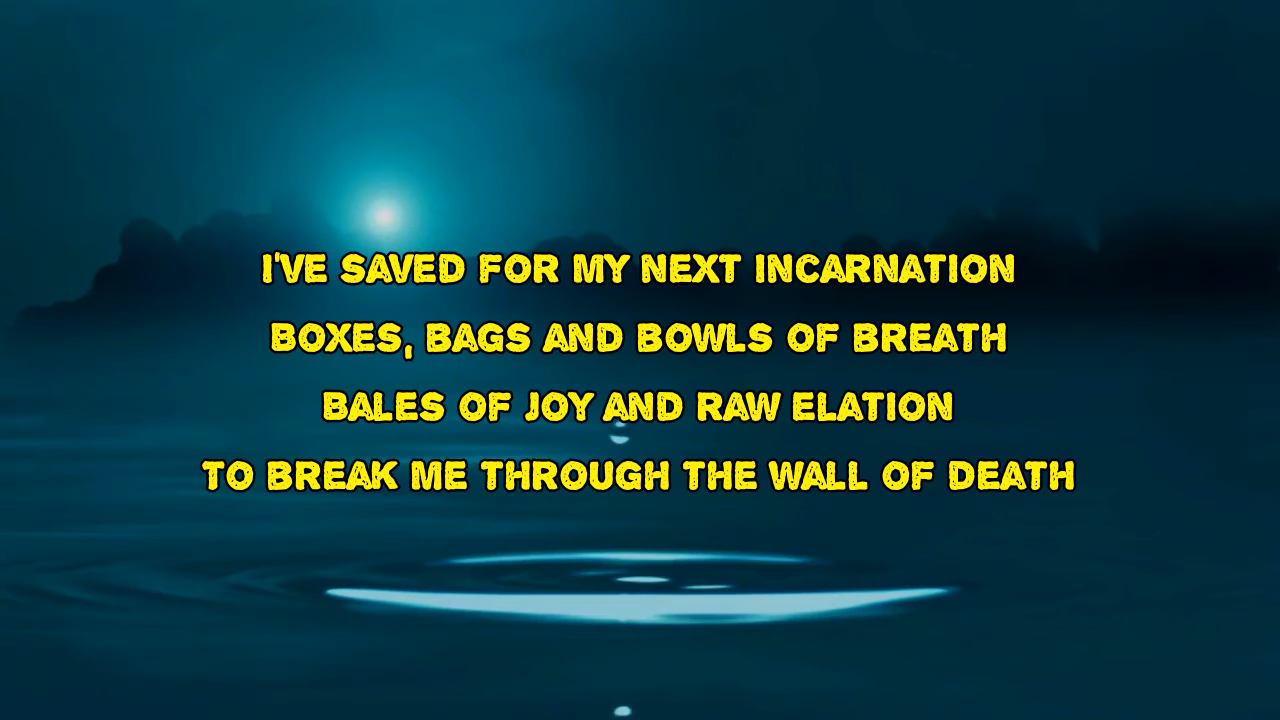 I'VE SAVED FOR MY NEXT INCARNATION
BOXES, BAGS AND BOWLS OF BREATH
BALES OF JOY AND RAW ELATION
TO BREAK ME THROUGH THE WALL OF DEATH